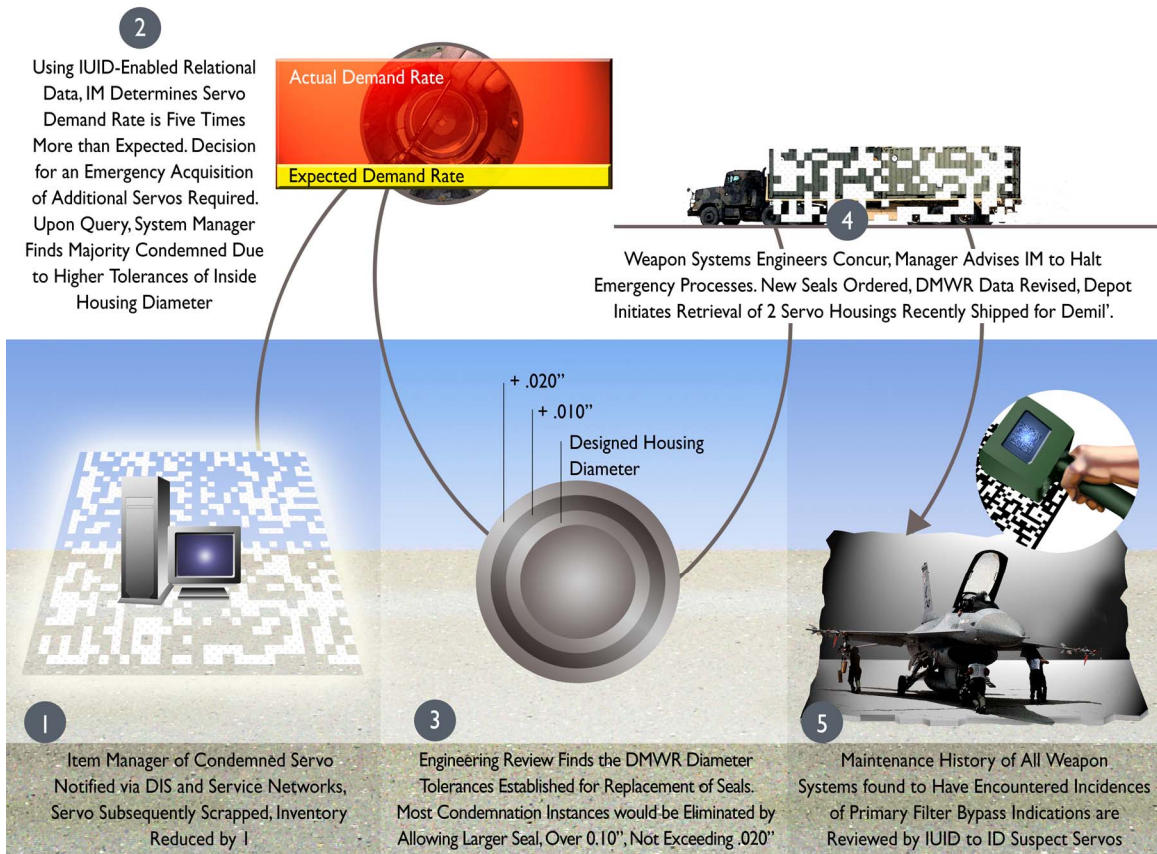 2
Using IUID-Enabled Relational
Data, IM Determines Servo
Demand Rate is Five Times
More than Expected. Decision
for an Emergency Acquisition
of Additional Servos Required.
Upon Query, System Manager
Finds Majority Condemned Due
to Higher Tolerances of Inside
Housing Diameter
Actual Demand Rate
Expected Demand Rate
4
Weapon Systems Engineers Concur, Manager Advises IM to Halt
Emergency Processes. New Seals Ordered, DMWR Data Revised, Depot
Initiates Retrieval of 2 Servo Housings Recently Shipped for Demil'.
+ .020”
+ .010”
Designed Housing
Diameter
1
Item Manager of Condemned Servo
Notified via DIS and Service Networks,
Servo Subsequently Scrapped, Inventory
Reduced by 1
3
Engineering Review Finds the DMWR Diameter
Tolerances Established for Replacement of Seals.
Most Condemnation Instances would be Eliminated by
Allowing Larger Seal, Over 0.10”, Not Exceeding .020”
5
Maintenance History of All Weapon
Systems found to Have Encountered Incidences
of Primary Filter Bypass Indications are
Reviewed by IUID to ID Suspect Servos